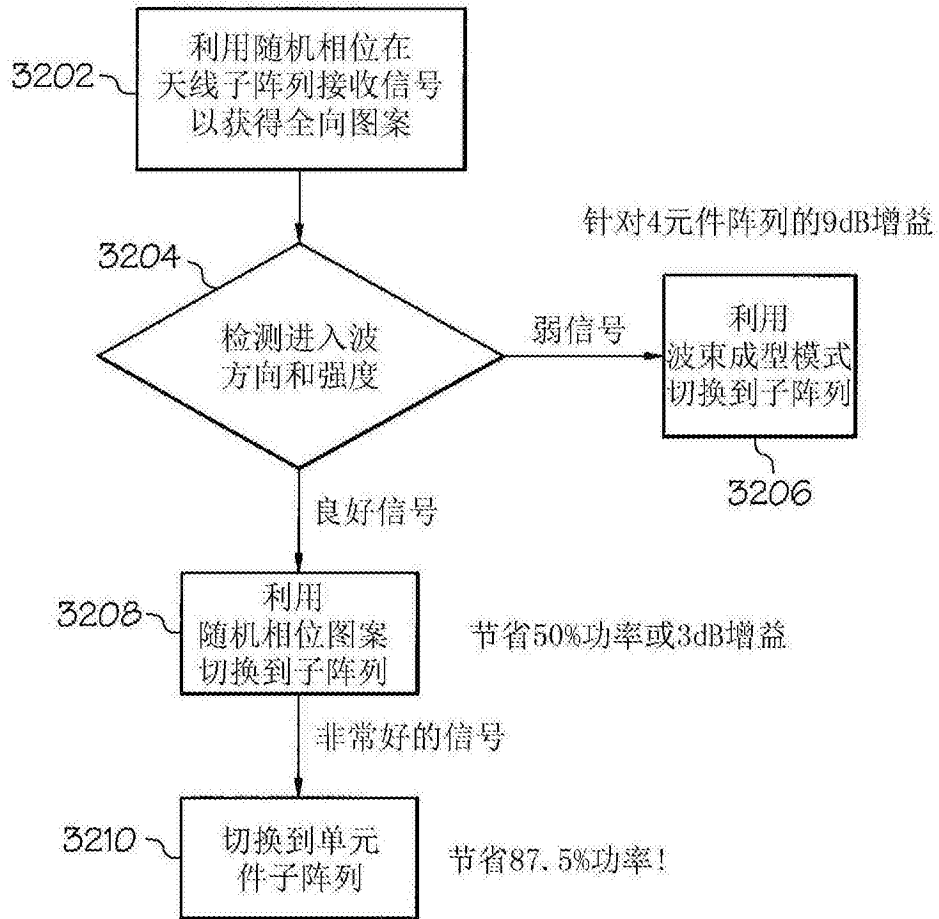 3202
利用随机相位在
天线子阵列接收信号
以获得全向图案
针对4元件阵列的9dB增益
3204
检测进入波
方向和强度
弱信号
利用
波束成型模式
切换到子阵列
3206
良好信号
3208
利用
随机相位图案
切换到子阵列
节省50%功率或3dB增益
非常好的信号
3210
切换到单元
件子阵列
节省87.5%功率!